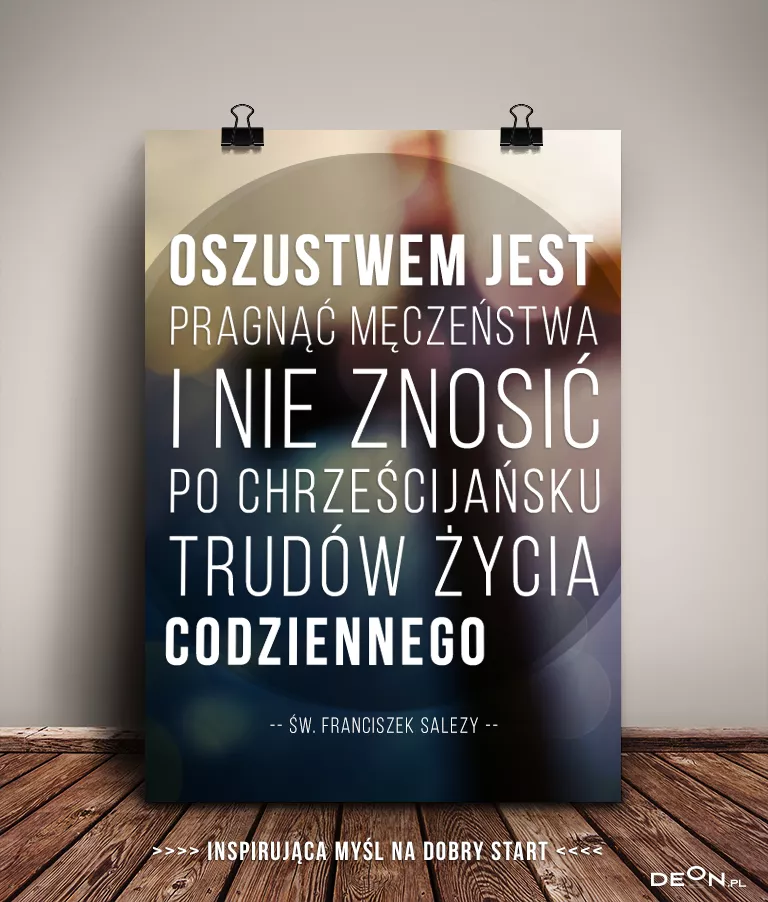 OSZUSTWEM JEST
PRAGNĄĆ MĘCZEŃSTWA
I NIE ZNOSIĆ
PO CHRZEŚCIJAŃSKU
TRUDÓW ŻYCIA
CODZIENNEGO
-- ŚW. FRANCISZEK SALEZY --
>>>> INSPIRUJĄCA MYŚL NA DOBRY START <<<<
DEON.PL